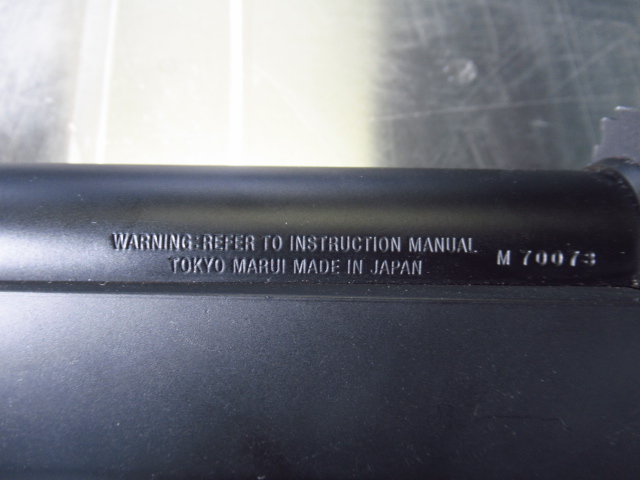 WARNING:REFER TO INSTRUCTION MANUAL
TOKYO MARUI MADE IN JAPAN
M 70073